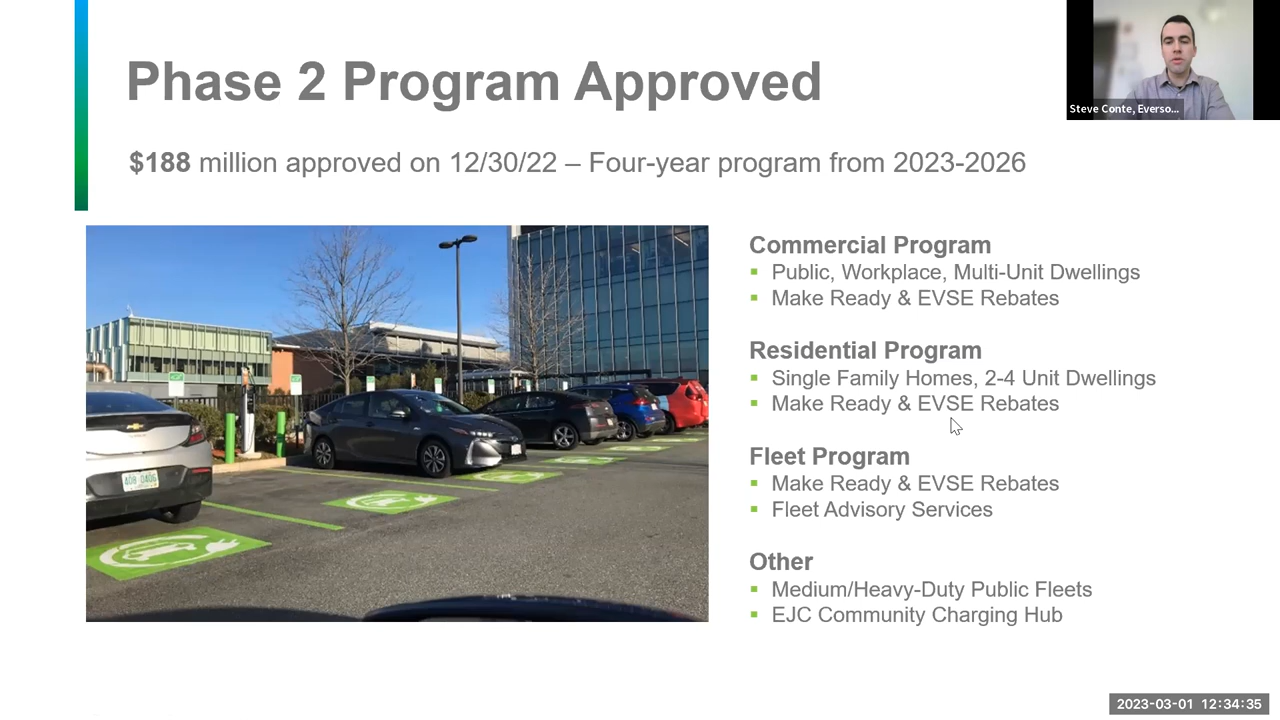 Phase 2 Program Approved
Steve Conte, Everso...
$188 million approved on 12/30/22 – Four-year program from 2023-2026
Commercial Program
▪ Public, Workplace, Multi-Unit Dwellings
▪ Make Ready & EVSE Rebates
Residential Program
▪ Single Family Homes, 2-4 Unit Dwellings
▪ Make Ready & EVSE Rebates
Fleet Program
▪ Make Ready & EVSE Rebates
▪ Fleet Advisory Services
Other
▪ Medium/Heavy-Duty Public Fleets
▪ EJC Community Charging Hub
2023-03-01 12:34:35